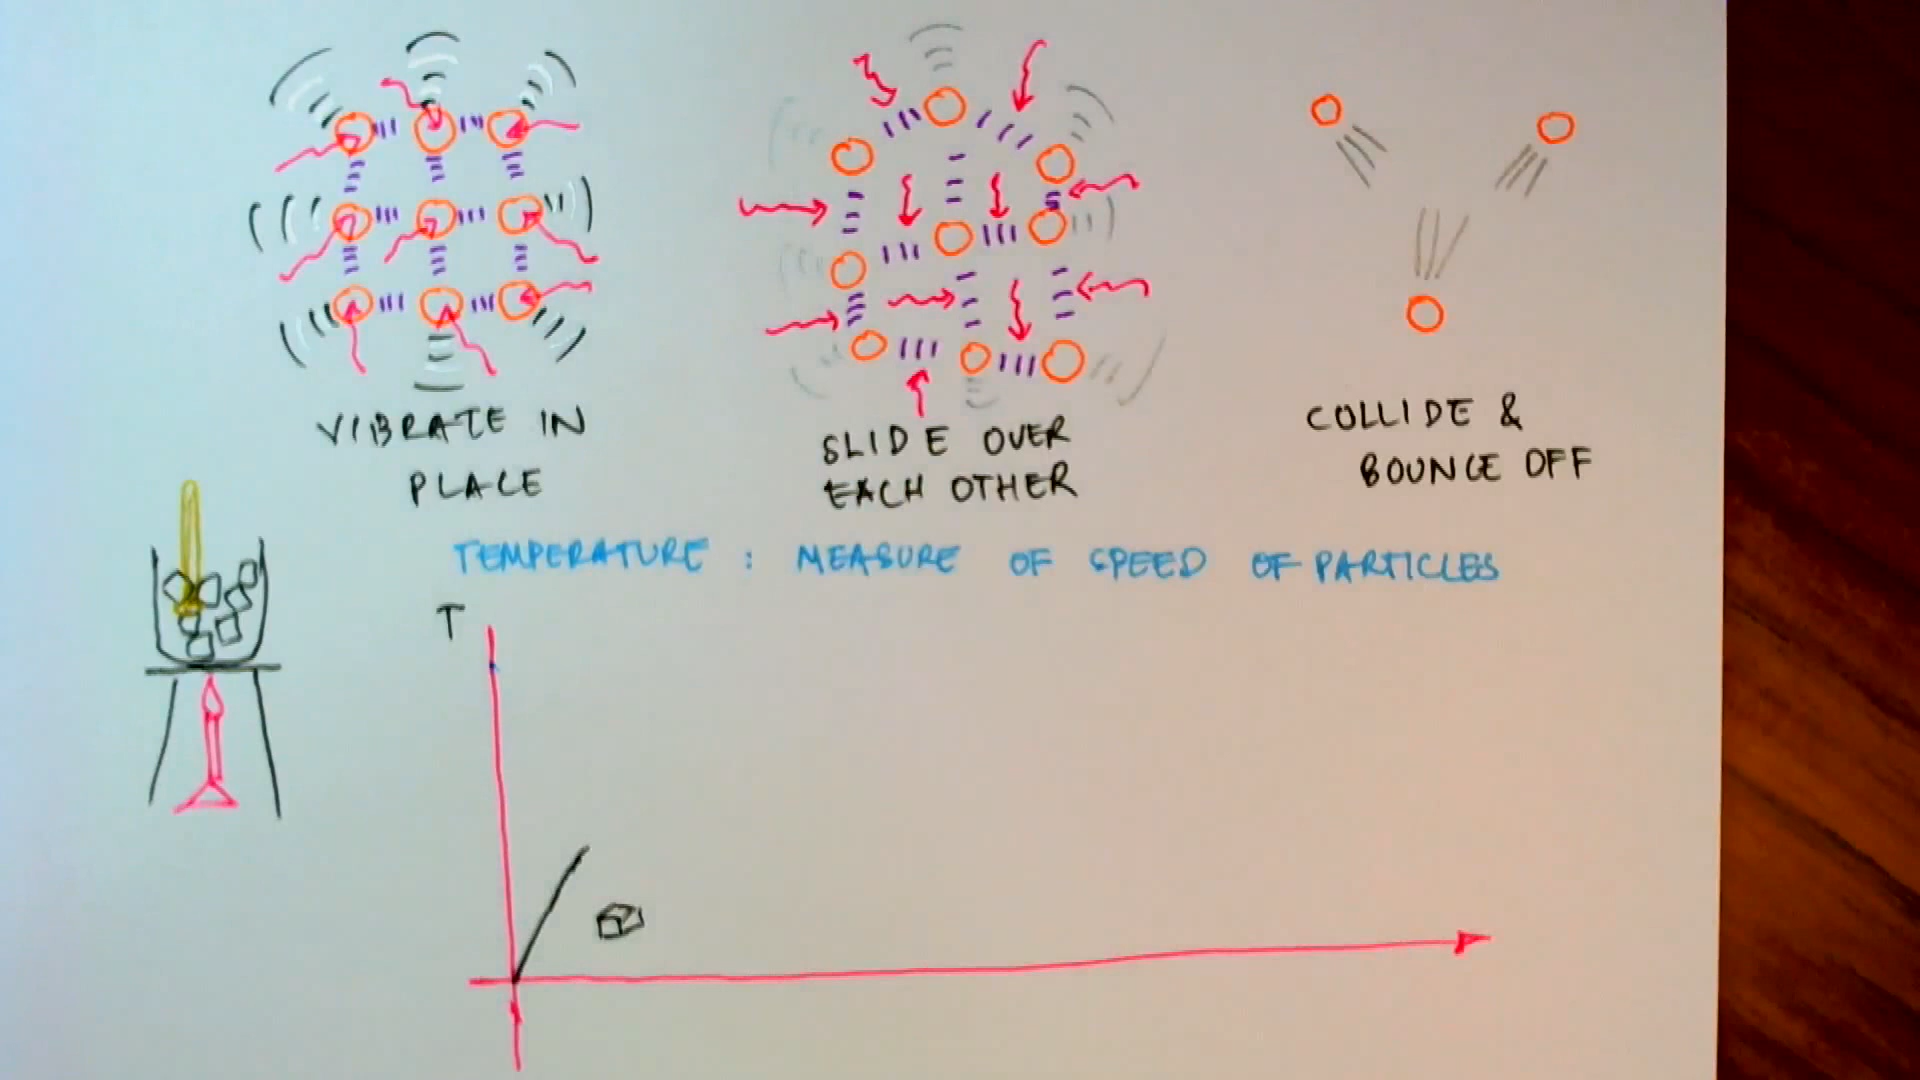 VIBRATE IN
PLACE
SLIDE OVER
EACH OTHER
COLLIDE &
BOUNCE OFF
TEMPERATURE : MEASURE OF SPEED OF PARTICLES
T